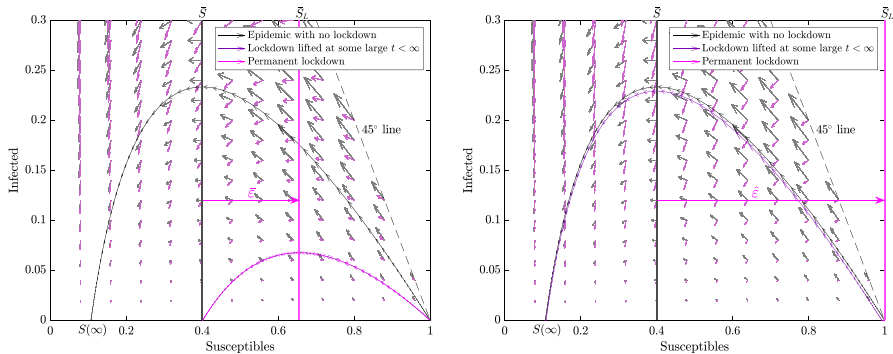 S̄ S̄_L
0.3
Epidemic with no lockdown
Lockdown lifted at some large t < ∞
Permanent lockdown
0.25
0.2
45° line
0.15
Infected
ε̅
0.1
0.05
0
0 S(∞) 0.2 0.4 0.6 0.8 1
Susceptibles
S̄ S̄_L
0.3
Epidemic with no lockdown
Lockdown lifted at some large t < ∞
Permanent lockdown
0.25
0.2
45° line
0.15
Infected
ε̂
0.1
0.05
0
0 S(∞) 0.2 0.4 0.6 0.8 1
Susceptibles